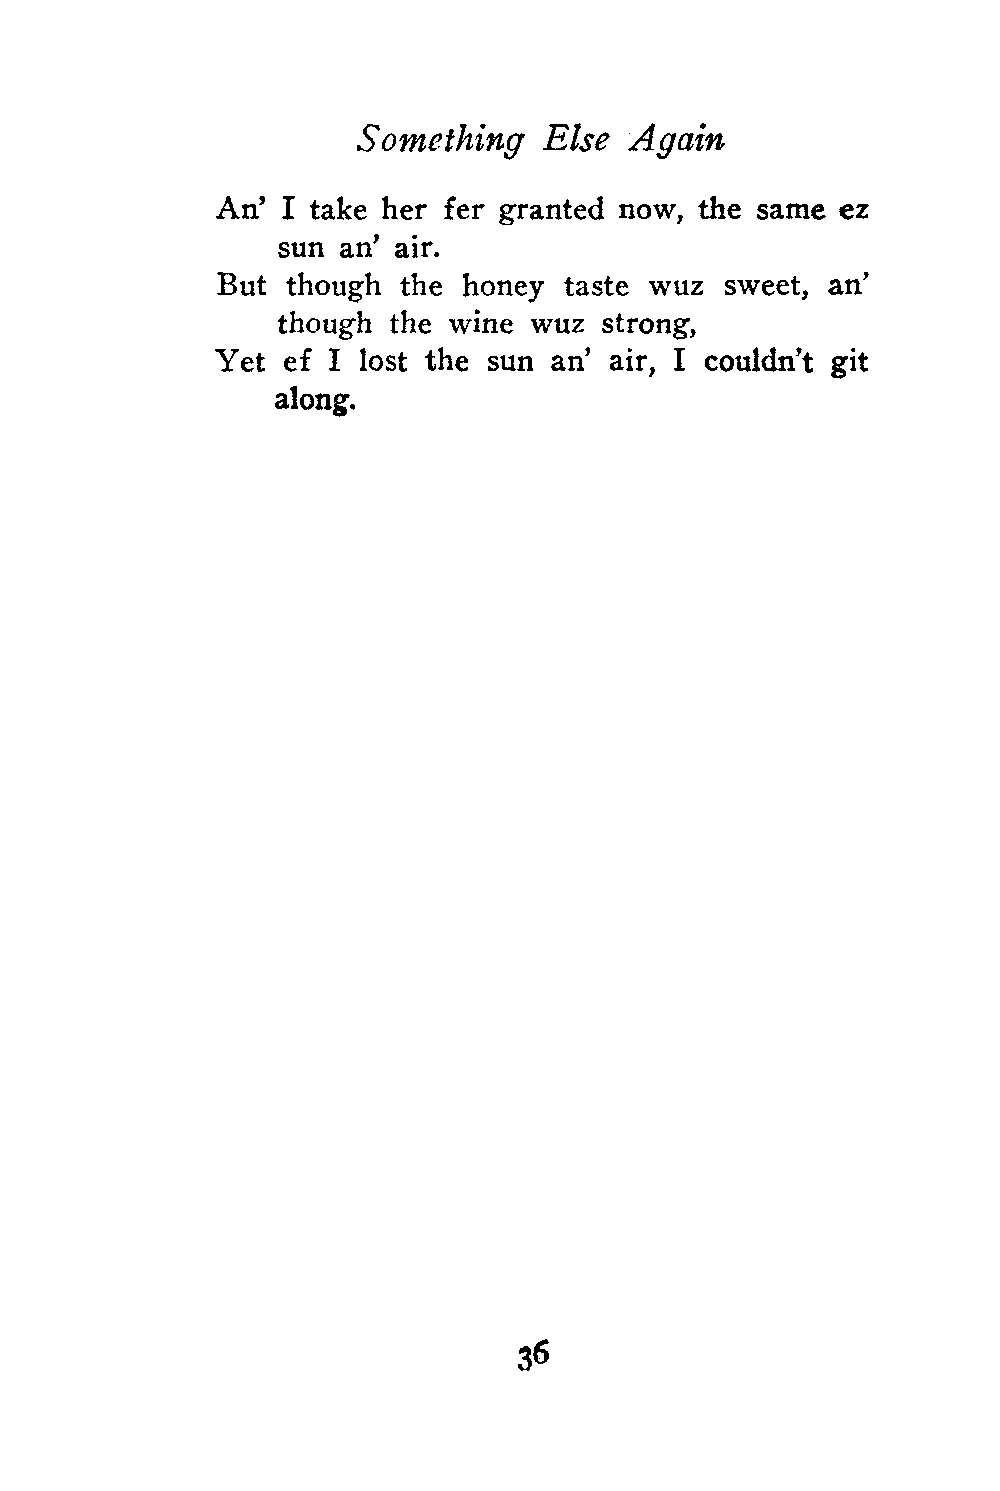 Something Else Again
An' I take her fer granted now, the same ez
sun an' air.
But though the honey taste wuz sweet, an'
though the wine wuz strong,
Yet ef I lost the sun an' air, I couldn't git
along.
36